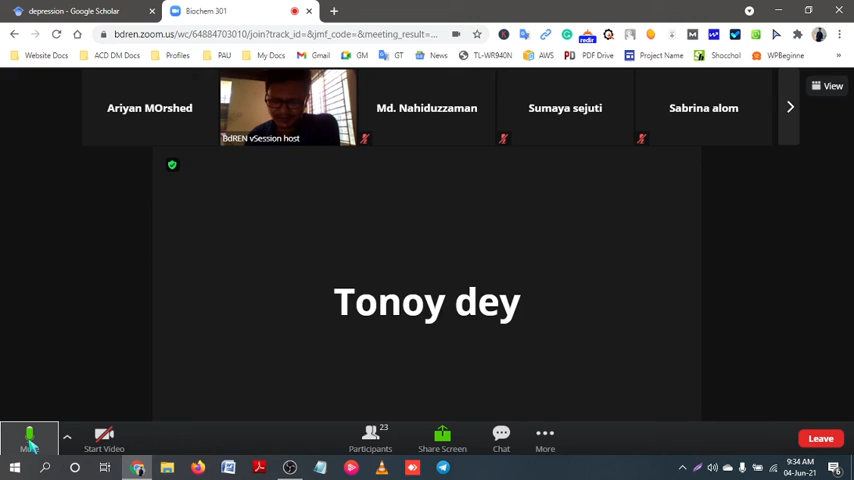 depression - Google Scholar
Biochem 301
bdren.zoom.us/wc/64884703010/join?track_id=&jmf_code=&meeting_result=...
Website Docs
ACD DM Docs
Profiles
PAU
My Docs
Gmail
GM
GT
News
TL-WR940N
AWS
PDF Drive
Project Name
Shocchol
WPBeginne
»
Ariyan MOrshed
BdREN vSession host
Md. Nahiduzzaman
Sumaya sejuti
Sabrina alom
View
Tonoy dey
Mute
Start Video
23
Participants
Share Screen
Chat
More
Leave
9:34 AM
04-Jun-21